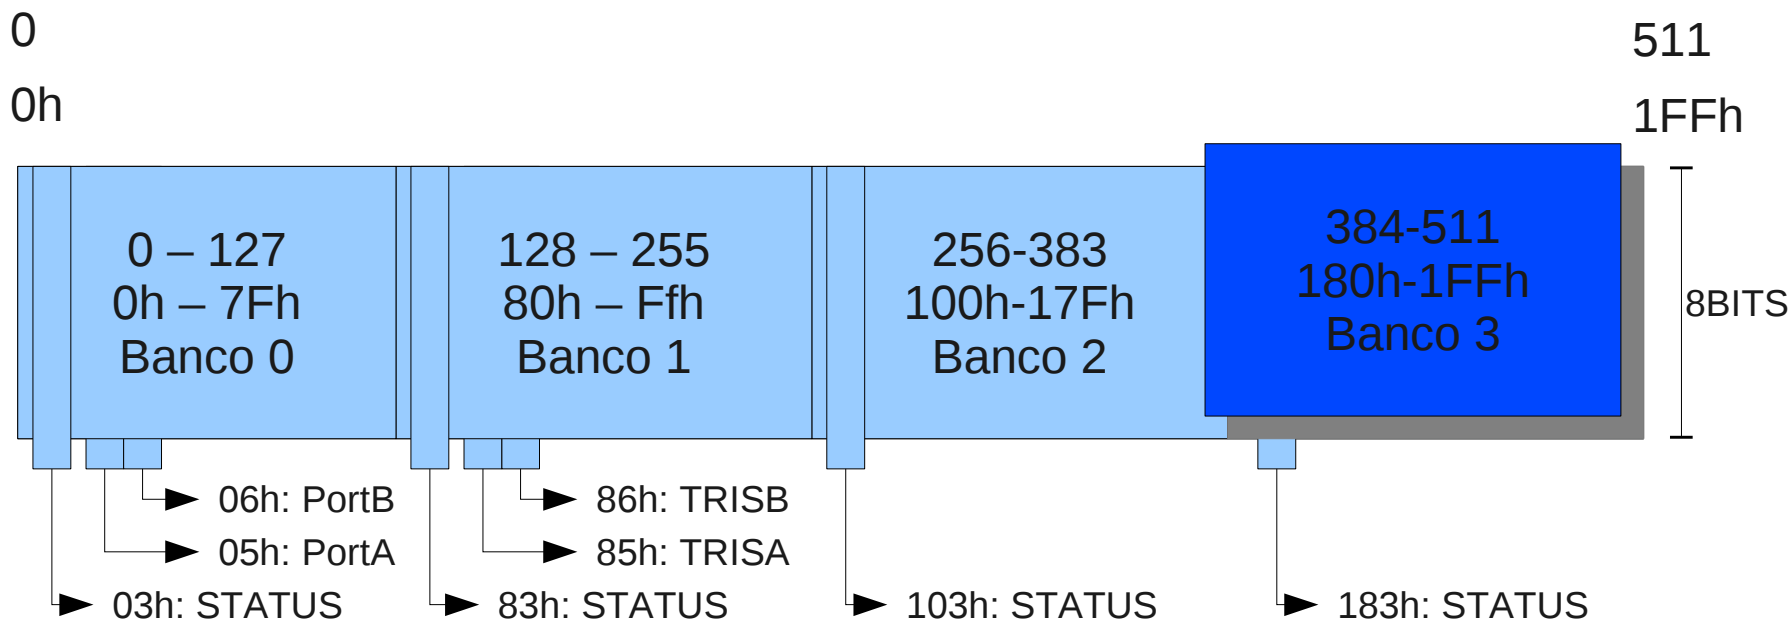 0
511
0h
1FFh
0 – 127
0h – 7Fh
Banco 0
128 – 255
80h – Ffh
Banco 1
256-383
100h-17Fh
Banco 2
384-511
180h-1FFh
Banco 3
8BITS
06h: PortB
86h: TRISB
05h: PortA
85h: TRISA
03h: STATUS
83h: STATUS
103h: STATUS
183h: STATUS